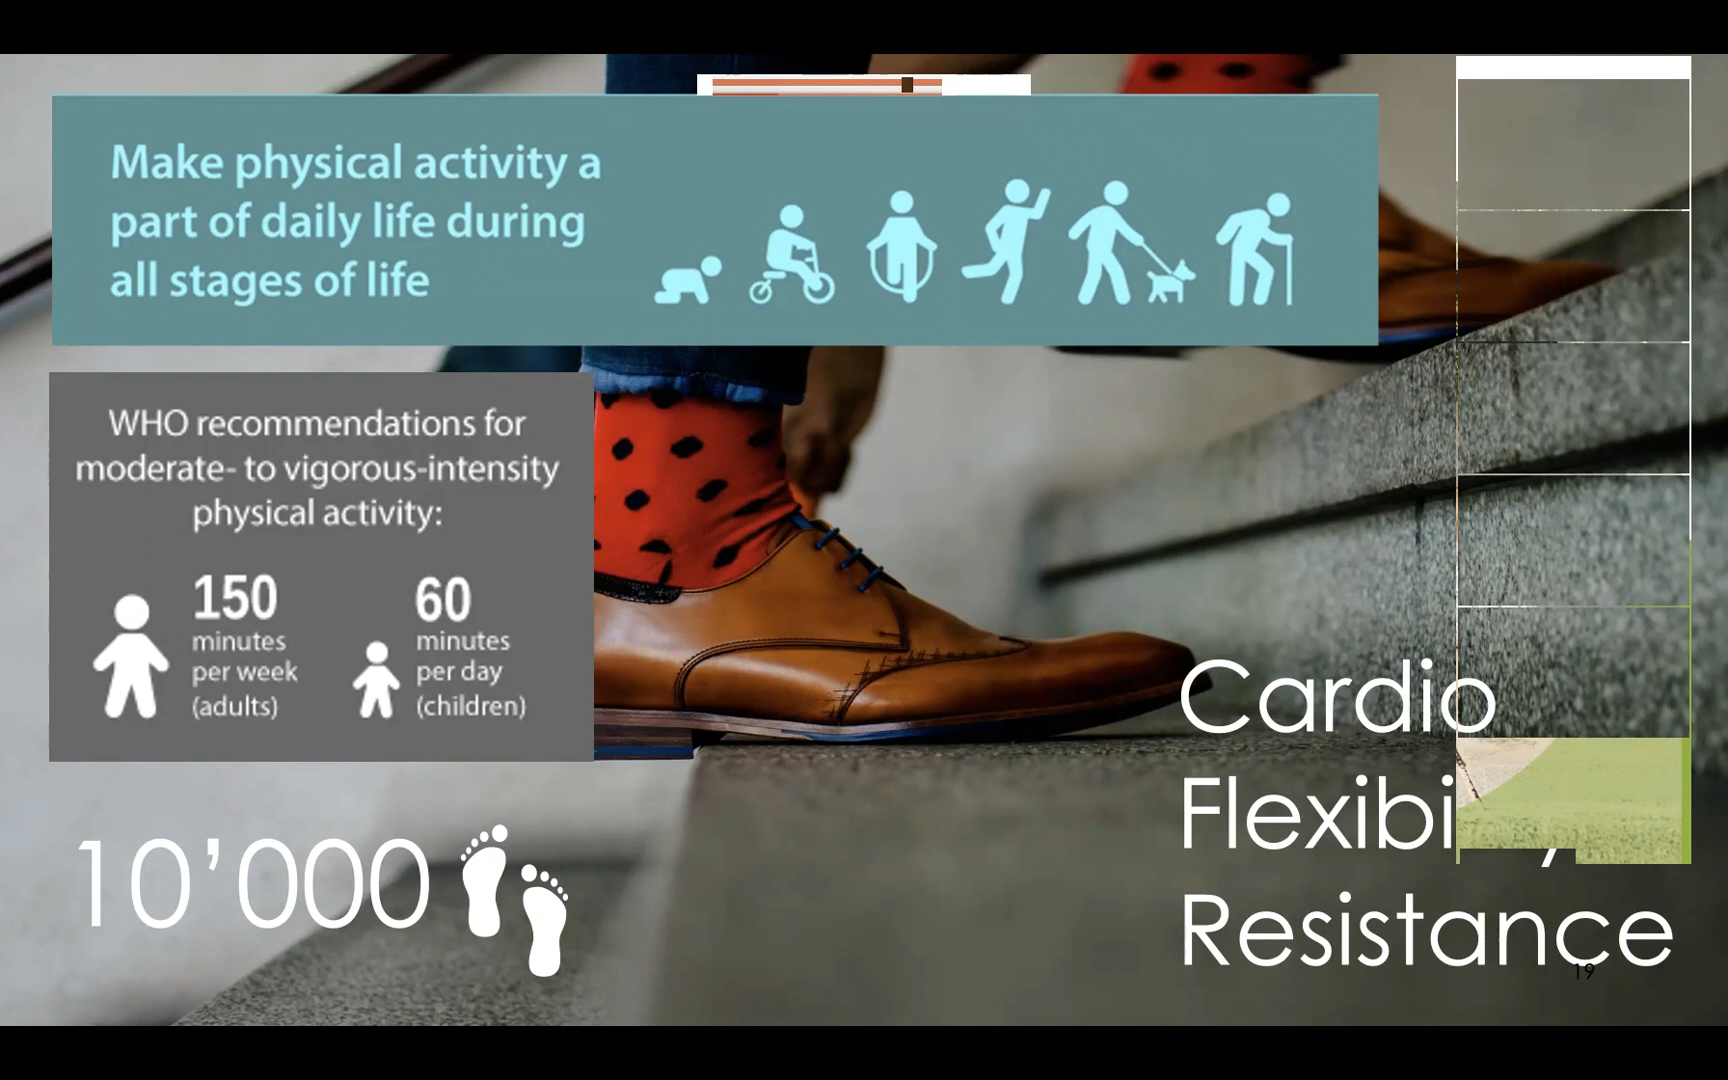 Make physical activity a
part of daily life during
all stages of life
WHO recommendations for
moderate- to vigorous-intensity
physical activity:
150
minutes
per week
(adults)
60
minutes
per day
(children)
10’000
Cardio
Resistance
19